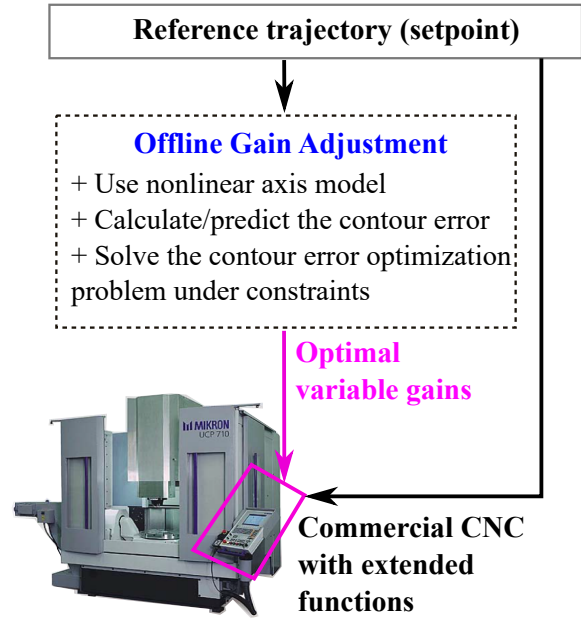 Reference trajectory (setpoint)
Offline Gain Adjustment
+ Use nonlinear axis model
+ Calculate/predict the contour error
+ Solve the contour error optimization
problem under constraints
Optimal
variable gains
MIKRON
UCP 710
Commercial CNC
with extended
functions